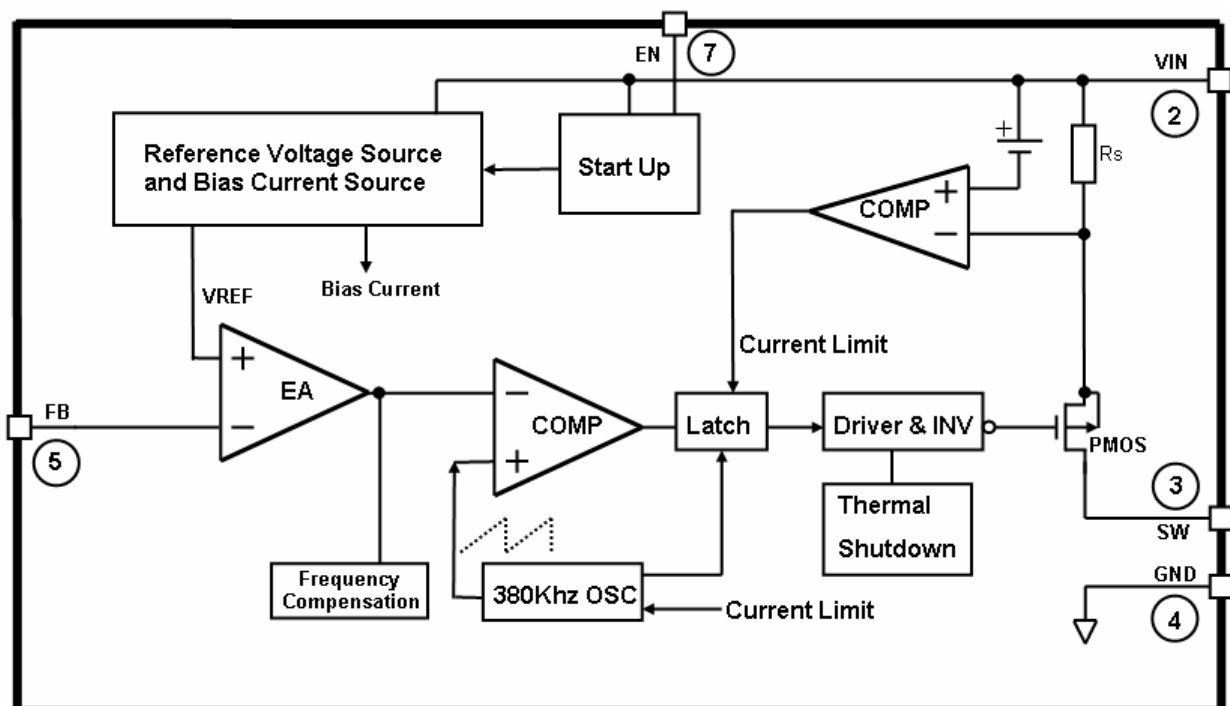 EN
7
VIN
2
Reference Voltage Source
and Bias Current Source
Start Up
+
Rs
COMP
+
−
Bias Current
VREF
Current Limit
+
EA
−
FB
5
−
COMP
+
Latch
Driver & INV
PMOS
3
SW
Thermal
Shutdown
Frequency
Compensation
380Khz OSC
Current Limit
GND
4